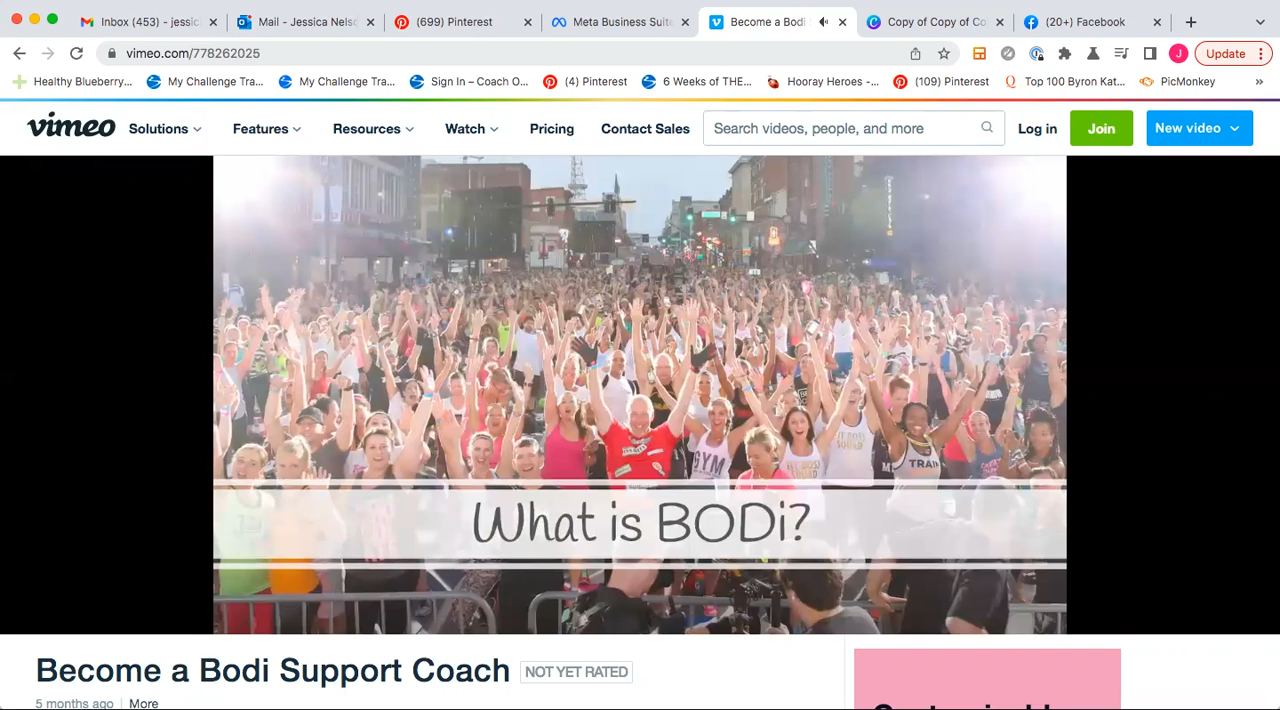 Inbox (453) - jessic
Mail - Jessica Nels
(699) Pinterest
Meta Business Suite
Become a Bodi
Copy of Copy of Co
(20+) Facebook
vimeo.com/778262025
J
Update
Healthy Blueberry...
My Challenge Tra...
My Challenge Tra...
Sign In – Coach O...
(4) Pinterest
6 Weeks of THE...
Hooray Heroes -...
(109) Pinterest
Top 100 Byron Kat...
PicMonkey
»
vimeo
Solutions
Features
Resources
Watch
Pricing
Contact Sales
Search videos, people, and more
Log in
Join
New video
GYM
TRAIN
What is BODi?
Become a Bodi Support Coach
NOT YET RATED
5 months ago
More